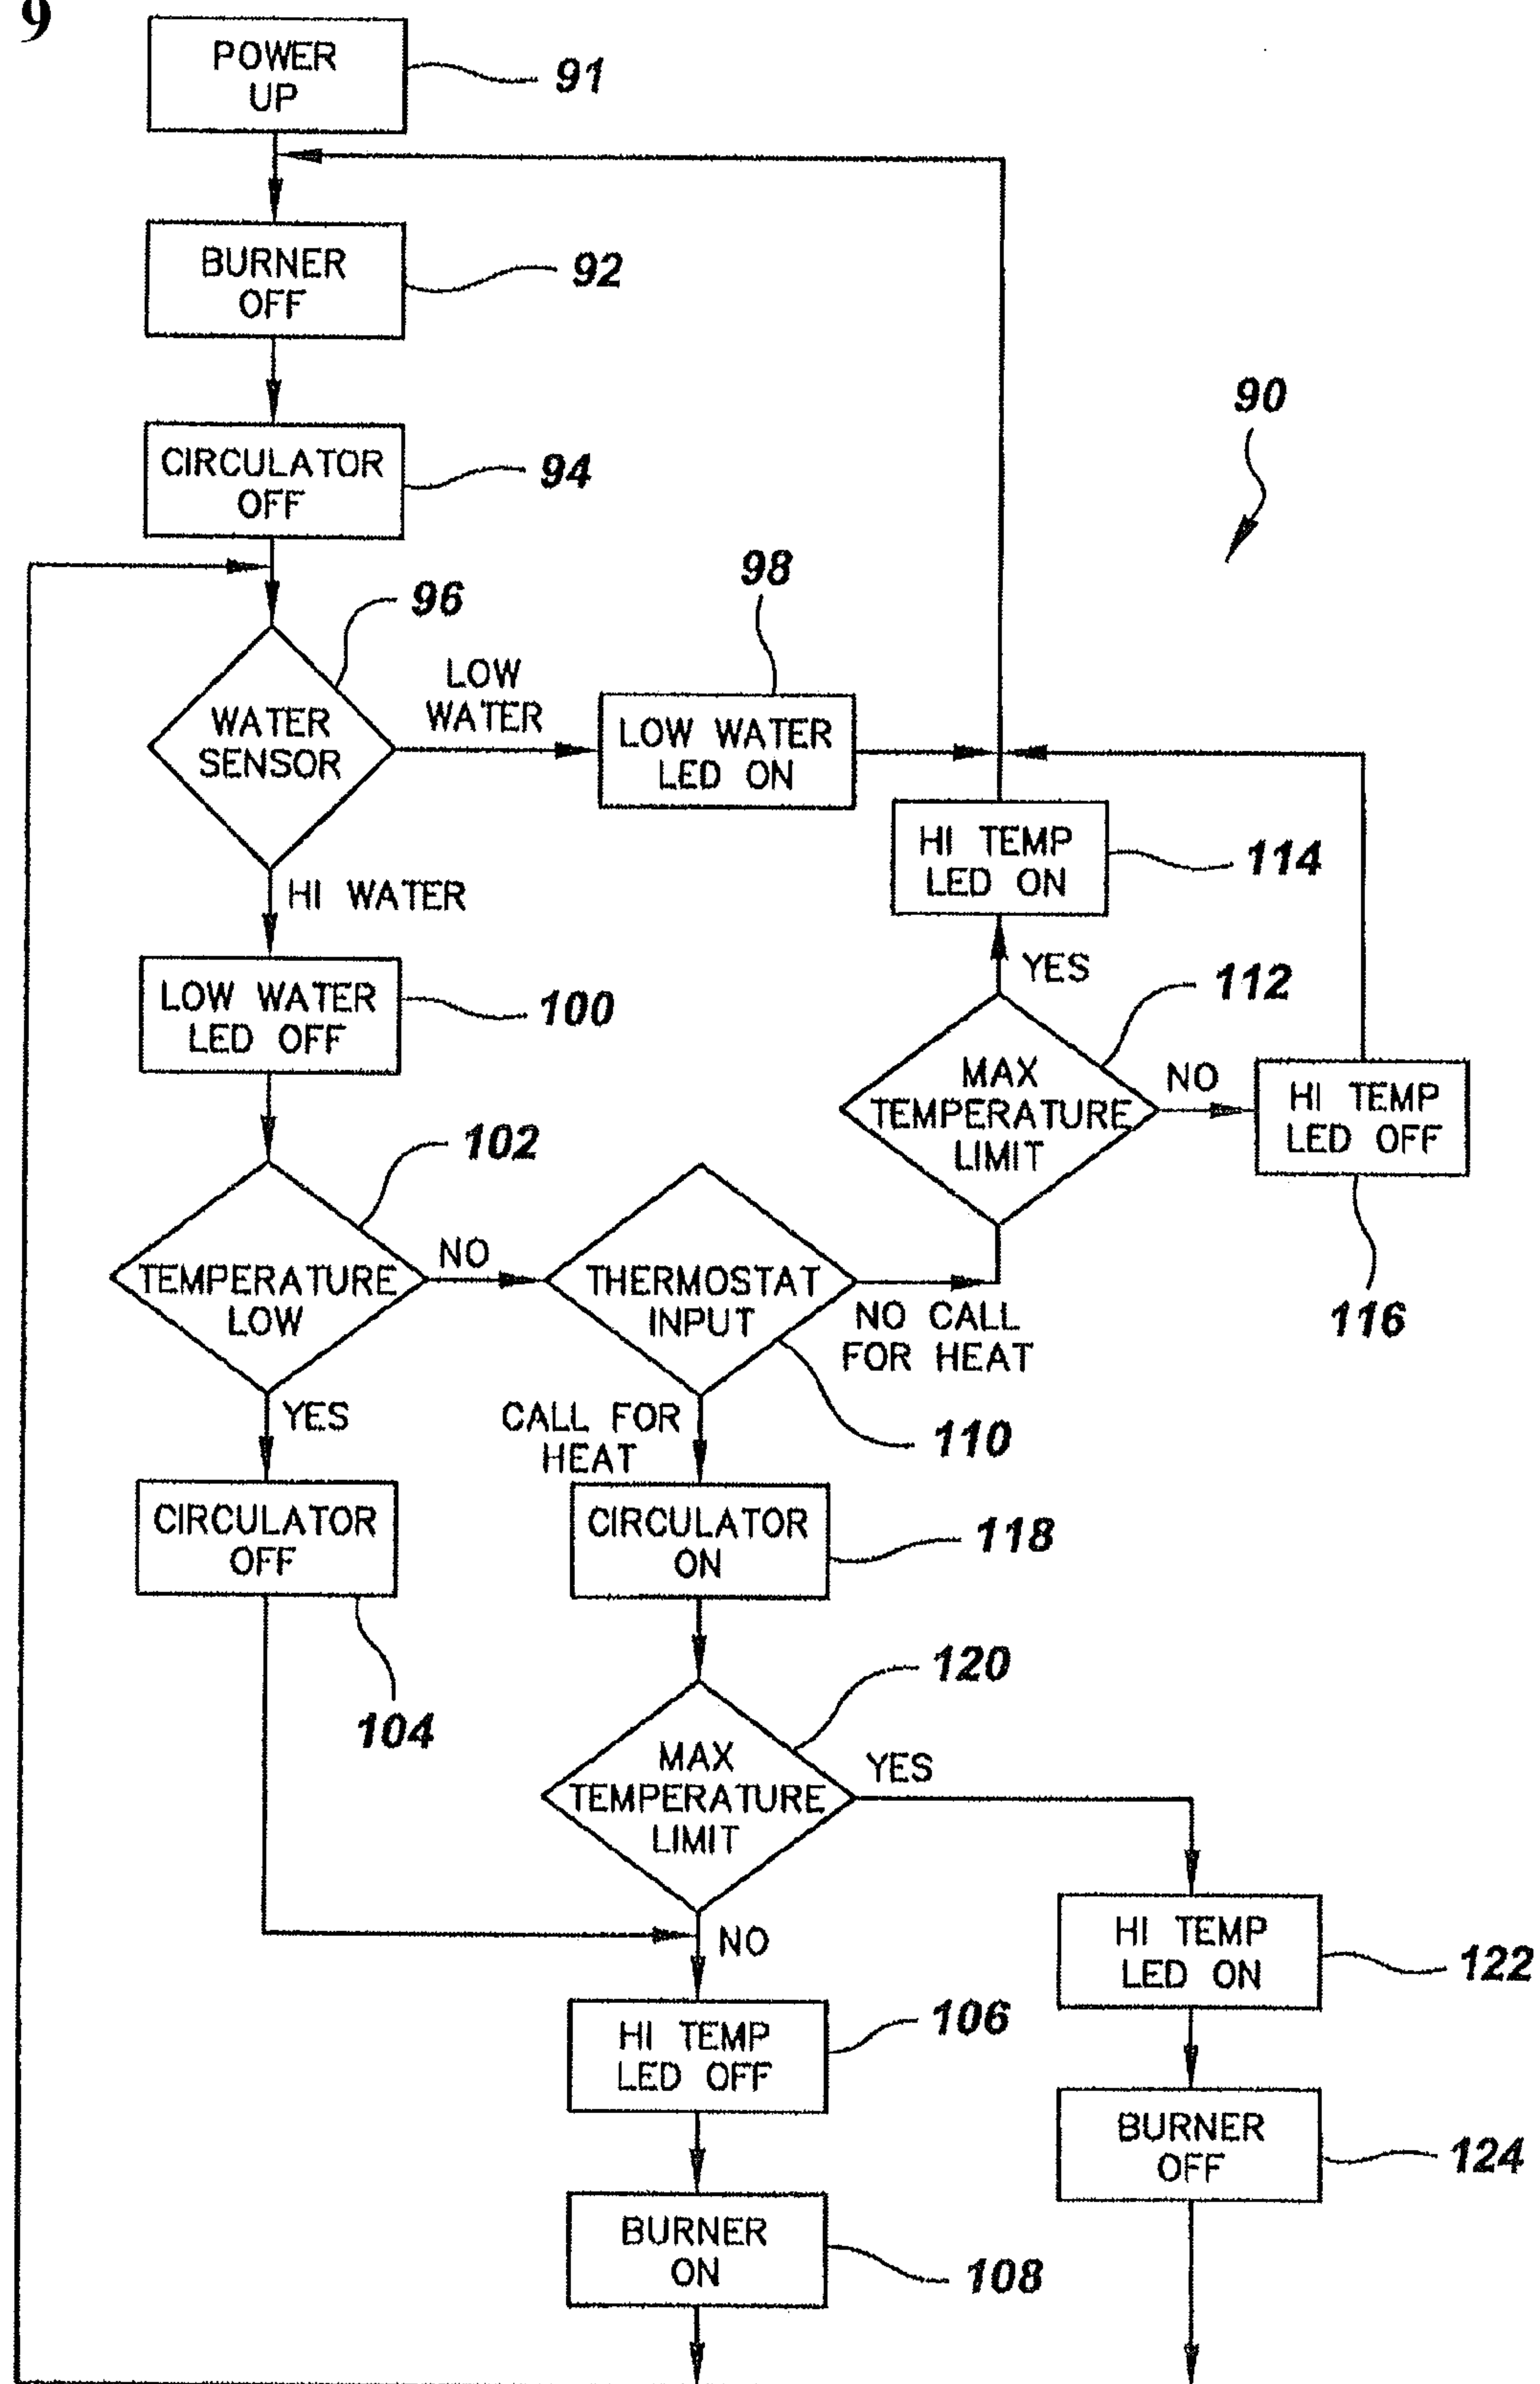 9
POWER
UP
91
BURNER
OFF
92
CIRCULATOR
OFF
94
90
96
98
WATER
SENSOR
LOW
WATER
LOW WATER
LED ON
HI WATER
HI TEMP
LED ON
114
LOW WATER
LED OFF
100
YES
112
MAX
TEMPERATURE
LIMIT
NO
HI TEMP
LED OFF
116
102
TEMPERATURE
LOW
NO
THERMOSTAT
INPUT
NO CALL
FOR HEAT
110
YES
CALL FOR
HEAT
CIRCULATOR
OFF
104
CIRCULATOR
ON
118
120
MAX
TEMPERATURE
LIMIT
YES
NO
HI TEMP
LED ON
122
HI TEMP
LED OFF
106
BURNER
OFF
124
BURNER
ON
108